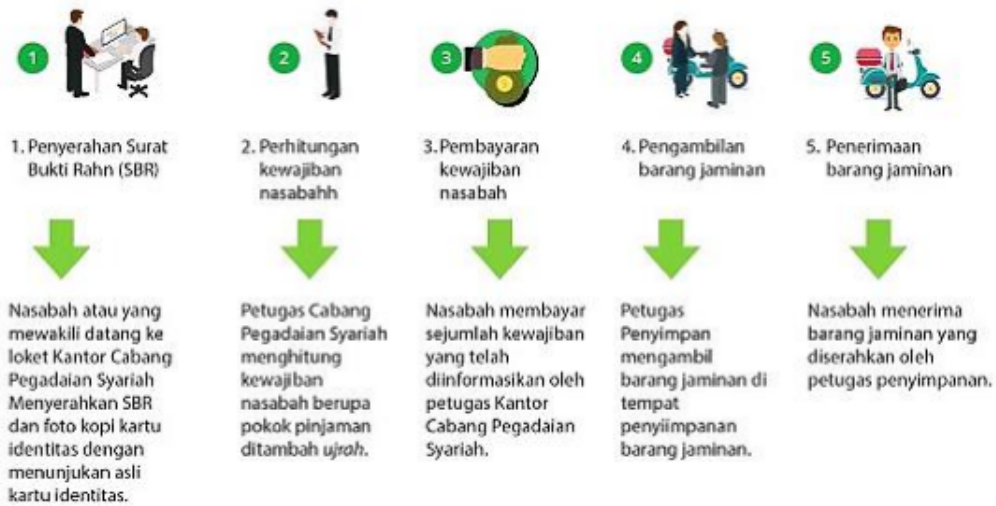 1
2
3
4
5
1. Penyerahan Surat
Bukti Rahn (SBR)
2. Perhitungan
kewajiban
nasabahh
3. Pembayaran
kewajiban
nasabah
4. Pengambilan
barang jaminan
5. Penerimaan
barang jaminan
Nasabah atau yang
mewakili datang ke
loket Kantor Cabang
Pegadaian Syariah
Menyerahkan SBR
dan foto kopi kartu
identitas dengan
menunjukan asli
kartu identitas.
Petugas Cabang
Pegadaian Syariah
menghitung
kewajiban
nasabah berupa
pokok pinjaman
ditambah ujroh.
Nasabah membayar
sejumlah kewajiban
yang telah
diinformasikan oleh
petugas Kantor
Cabang Pegadaian
Syariah.
Petugas
Penyimpan
mengambil
barang jaminan di
tempat
penyiimpanan
barang jaminan.
Nasabah menerima
barang jaminan yang
diserahkan oleh
petugas penyimpanan.